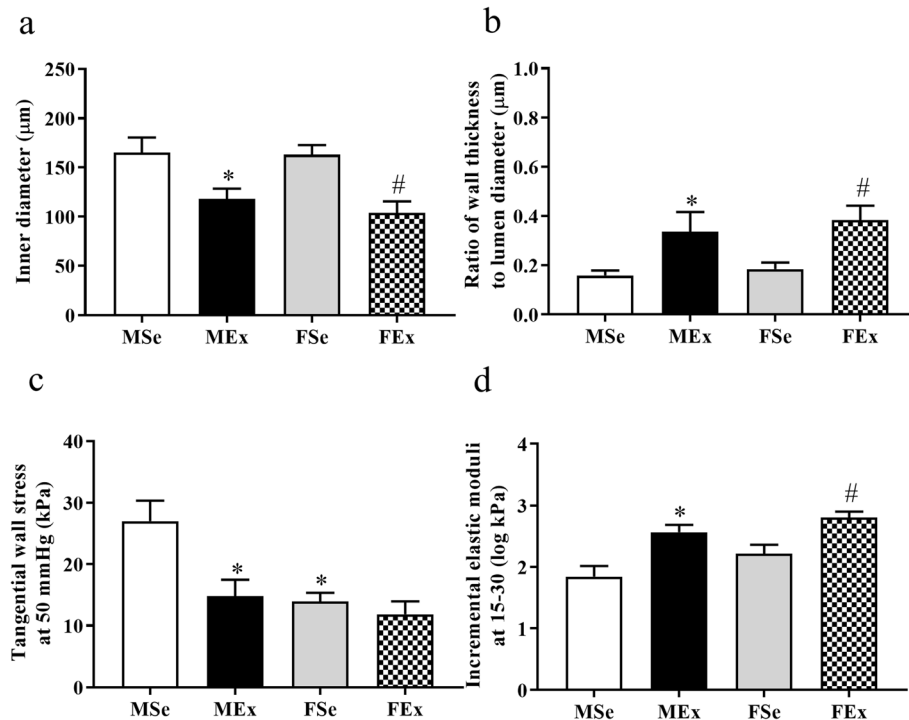 a
Inner diameter (μm)
250
200
150
100
50
0
*
#
MSe MEx FSe FEx
b
Ratio of wall thickness
to lumen diameter (μm)
1.0
0.8
0.6
0.4
0.2
0.0
*
#
MSe MEx FSe FEx
c
Tangential wall stress
at 50 mmHg (kPa)
40
30
20
10
0
* *
MSe MEx FSe FEx
d
Incremental elastic moduli
at 15-30 (log kPa)
4
3
2
1
0
*
#
MSe MEx FSe FEx